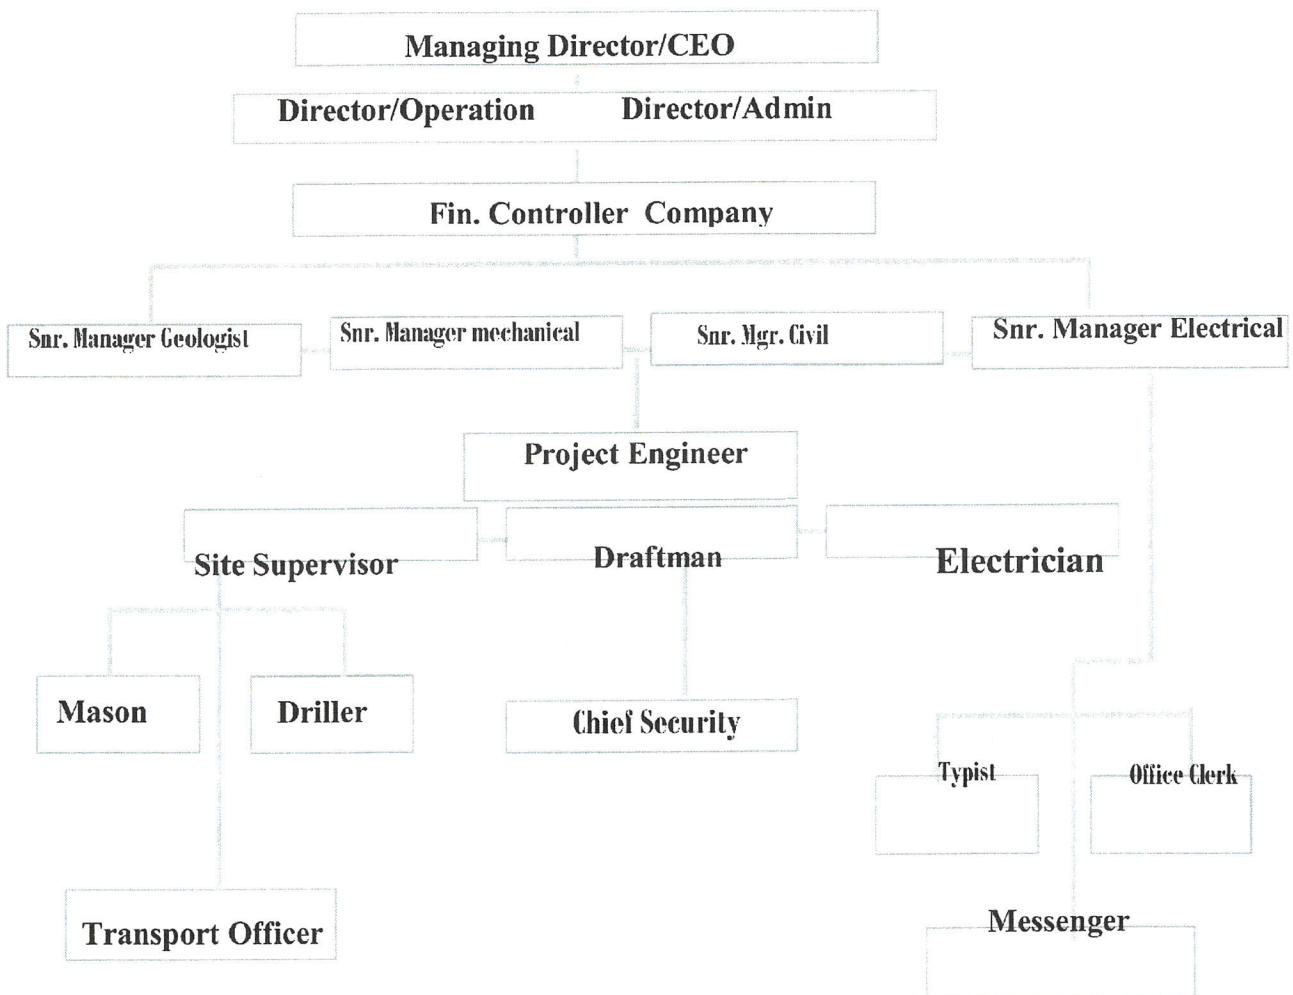 Managing Director/CEO
Director/Operation Director/Admin
Fin. Controller Company
Snr. Manager Geologist
Snr. Manager mechanical
Snr. Mgr. Civil
Snr. Manager Electrical
Project Engineer
Site Supervisor
Draftman
Electrician
Mason
Driller
Chief Security
Typist
Office Clerk
Transport Officer
Messenger